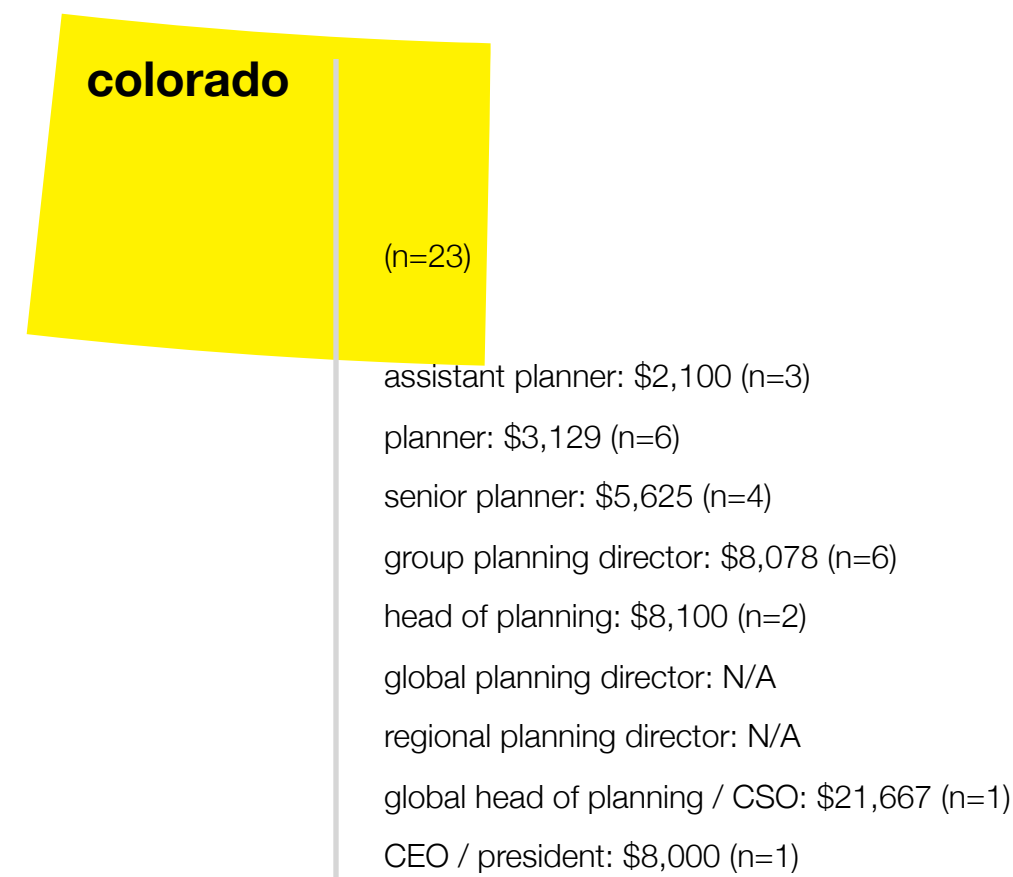 colorado
(n=23)
assistant planner: $2,100 (n=3)
planner: $3,129 (n=6)
senior planner: $5,625 (n=4)
group planning director: $8,078 (n=6)
head of planning: $8,100 (n=2)
global planning director: N/A
regional planning director: N/A
global head of planning / CSO: $21,667 (n=1)
CEO / president: $8,000 (n=1)